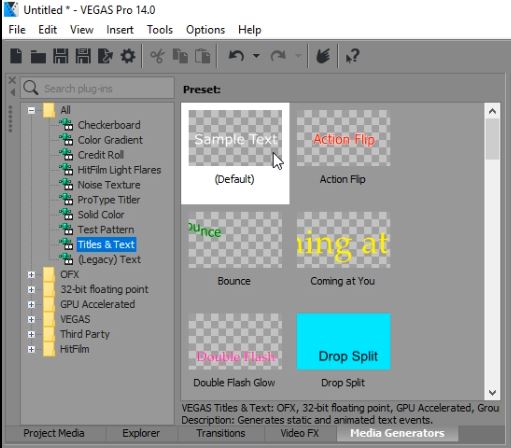 Untitled * - VEGAS Pro 14.0
File Edit View Insert Tools Options Help
Search plug-ins
Preset:
All
Checkerboard
Color Gradient
Credit Roll
HitFilm Light Flares
Noise Texture
ProType Titler
Solid Color
Test Pattern
Titles & Text
(Legacy) Text
OFX
32-bit floating point
GPU Accelerated
VEGAS
Third Party
HitFilm
Sample Text
Action Flip
(Default)
Action Flip
ounce
ning at
Bounce
Coming at You
Double Flash
Drop Split
Double Flash Glow
Drop Split
VEGAS Titles & Text: OFX, 32-bit floating point, GPU Accelerated, Grou
Description: Generates static and animated text events.
Project Media Explorer Transitions Video FX Media Generators